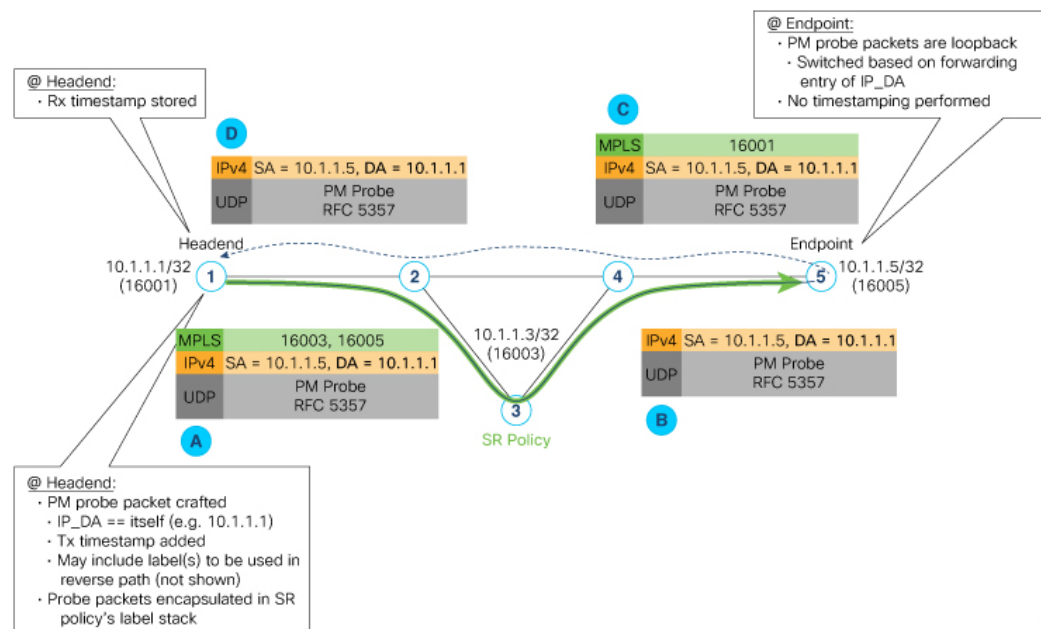 @ Endpoint:
· PM probe packets are loopback
· Switched based on forwarding
entry of IP_DA
· No timestamping performed
@ Headend:
· Rx timestamp stored
D
IPv4 SA = 10.1.1.5, DA = 10.1.1.1
UDP
PM Probe
RFC 5357
C
MPLS 16001
IPv4 SA = 10.1.1.5, DA = 10.1.1.1
UDP
PM Probe
RFC 5357
Headend
10.1.1.1/32
(16001)
1
2
4
5
Endpoint
10.1.1.5/32
(16005)
10.1.1.3/32
(16003)
3
SR Policy
MPLS 16003, 16005
IPv4 SA = 10.1.1.5, DA = 10.1.1.1
UDP
PM Probe
RFC 5357
A
IPv4 SA = 10.1.1.5, DA = 10.1.1.1
UDP
PM Probe
RFC 5357
B
@ Headend:
· PM probe packet crafted
· IP_DA == itself (e.g. 10.1.1.1)
· Tx timestamp added
· May include label(s) to be used in
reverse path (not shown)
· Probe packets encapsulated in SR
policy's label stack